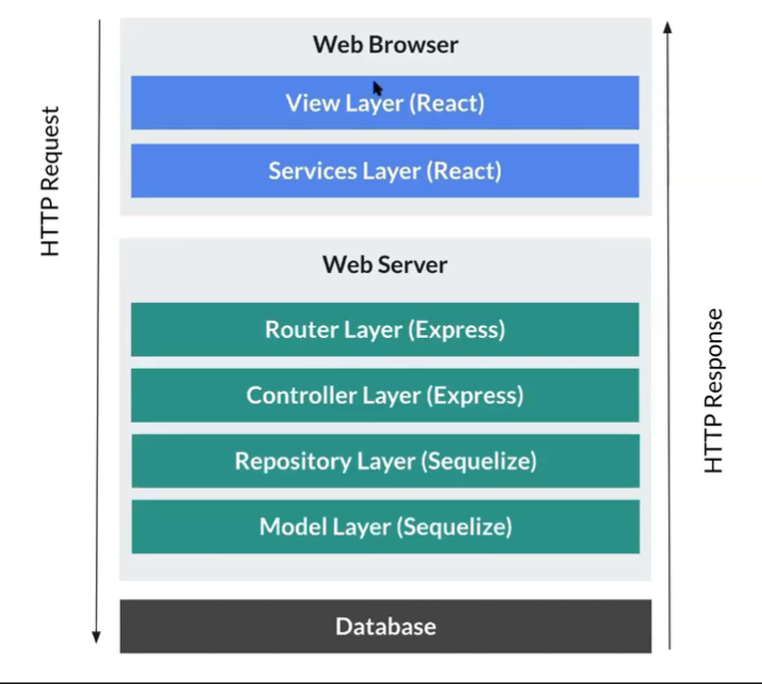 Web Browser
View Layer (React)
Services Layer (React)
HTTP Request
Web Server
Router Layer (Express)
Controller Layer (Express)
Repository Layer (Sequelize)
Model Layer (Sequelize)
HTTP Response
Database